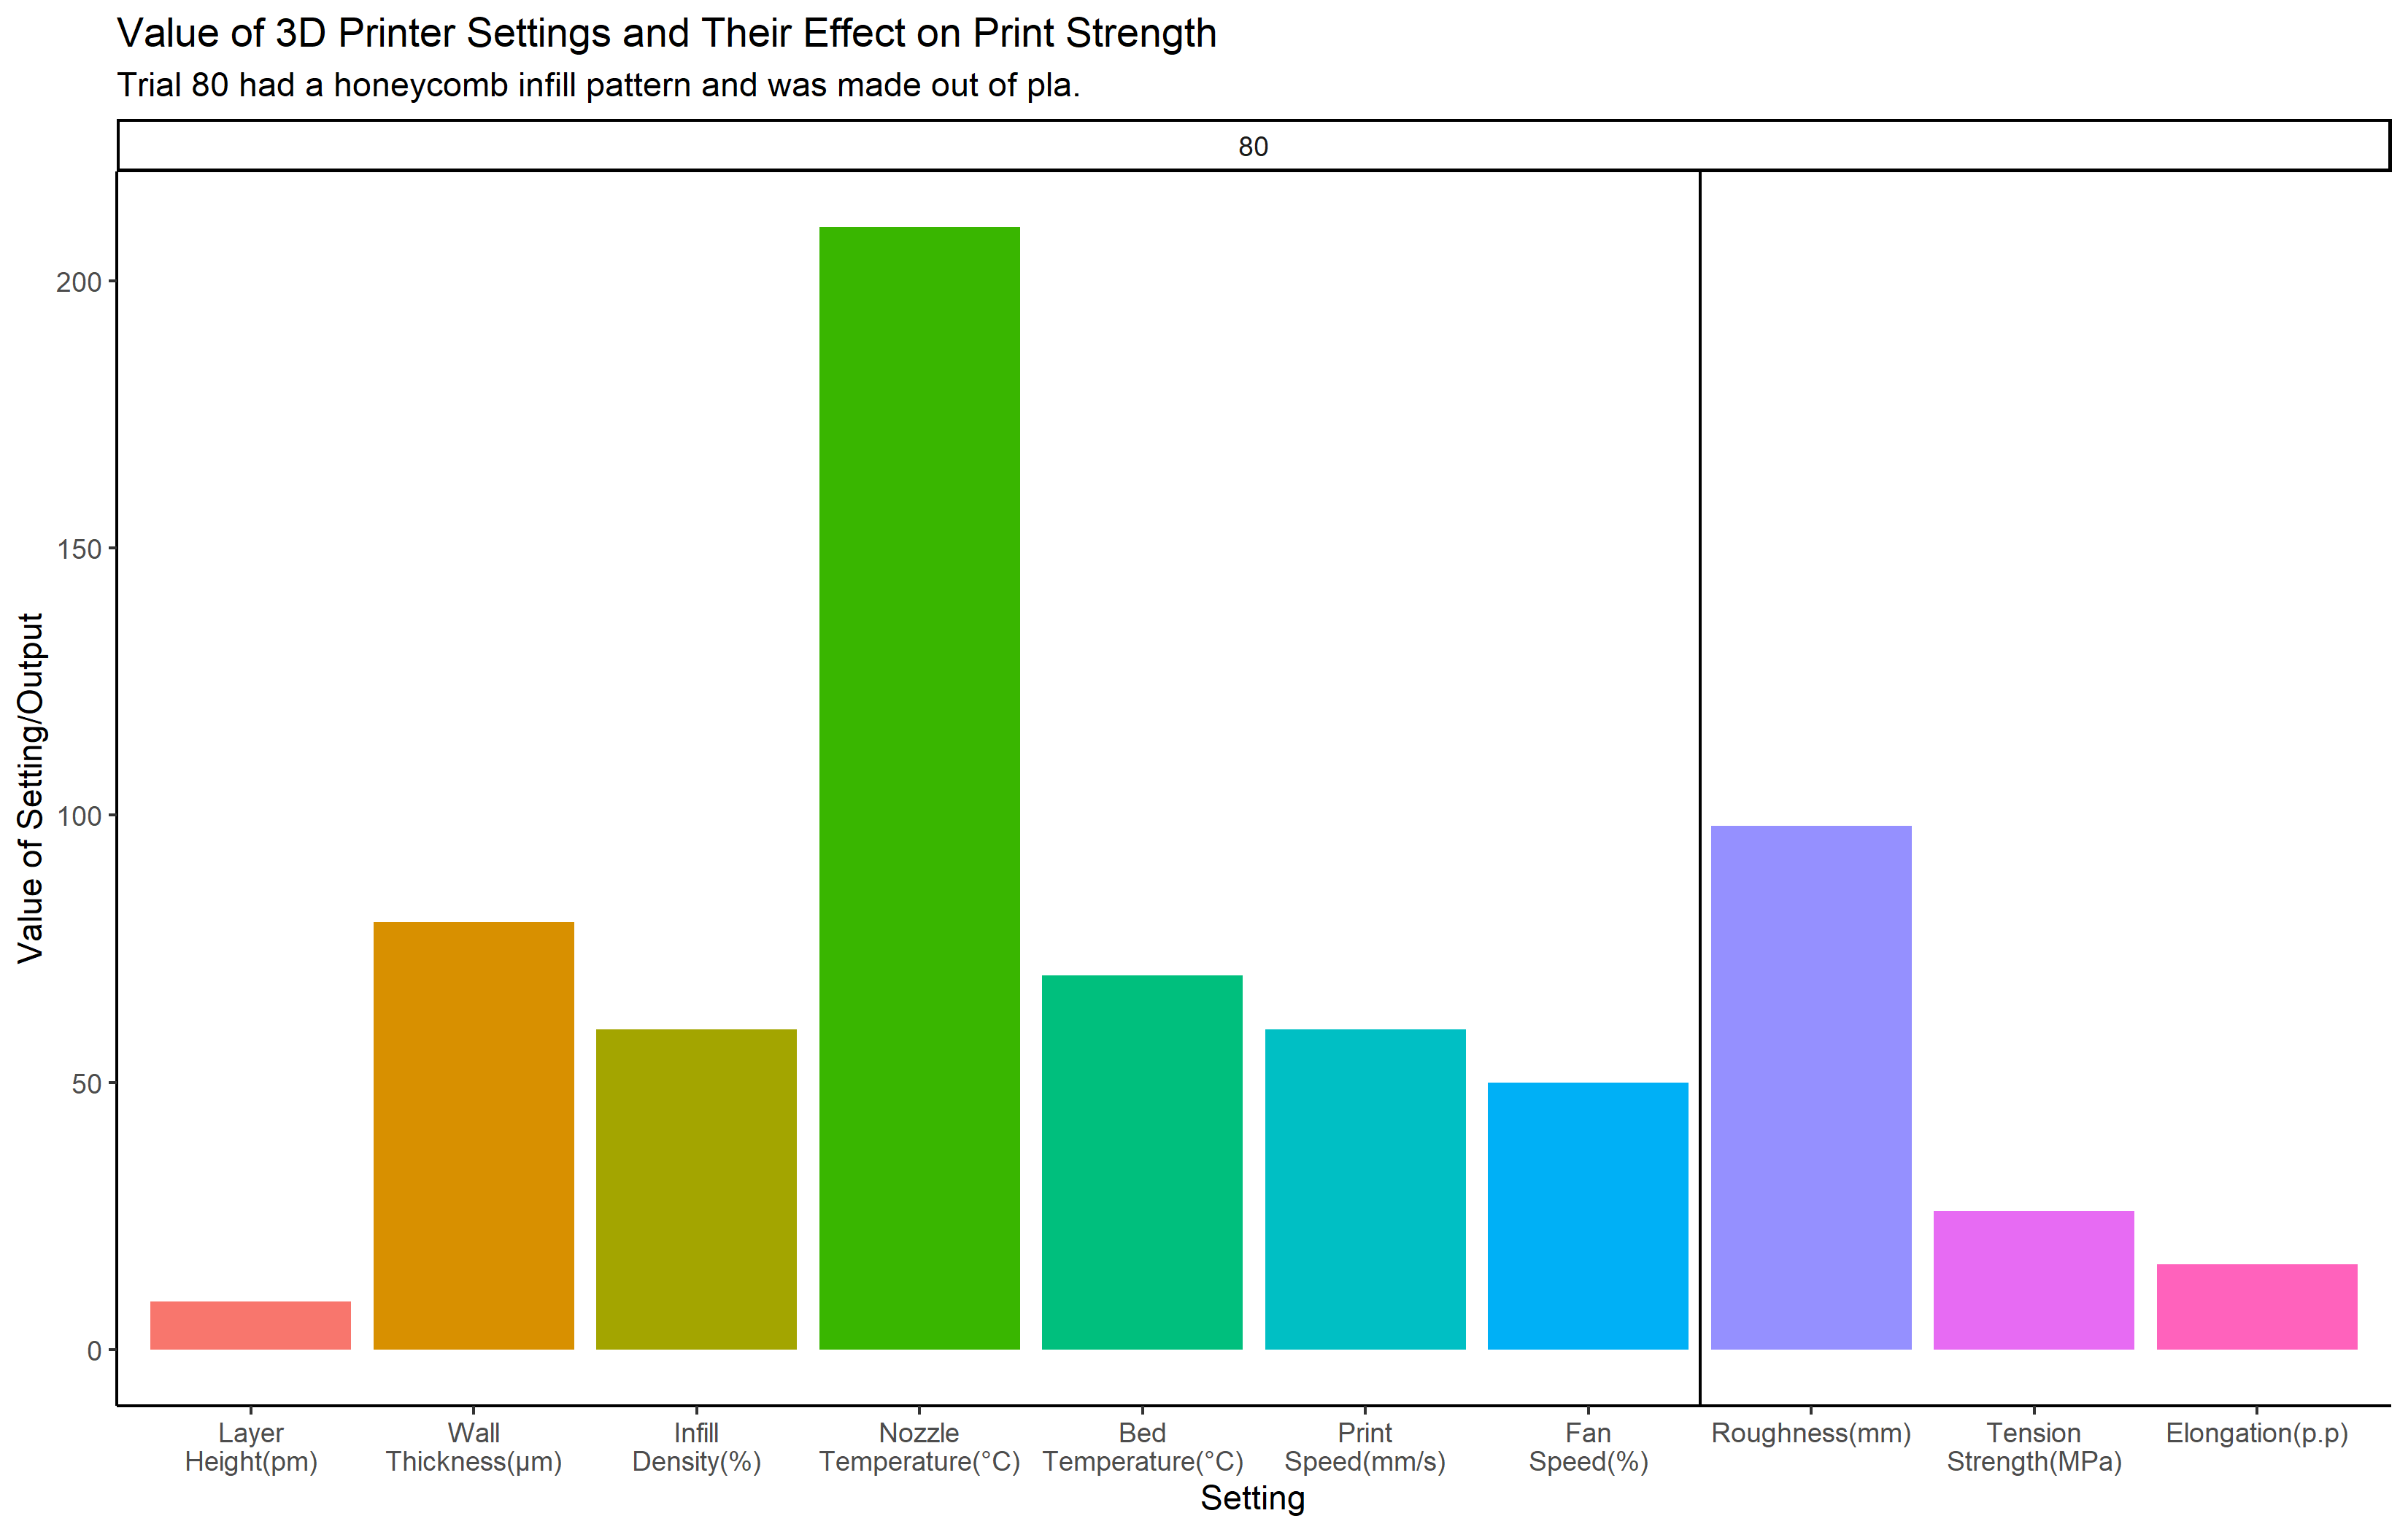 Value of 3D Printer Settings and Their Effect on Print Strength
Trial 80 had a honeycomb infill pattern and was made out of pla.
80
Value of Setting/Output
200
150
100
50
0
Layer
Height(pm)
Wall
Thickness(µm)
Infill
Density(%)
Nozzle
Temperature(°C)
Bed
Temperature(°C)
Print
Speed(mm/s)
Fan
Speed(%)
Roughness(mm)
Tension
Strength(MPa)
Elongation(p.p)
Setting